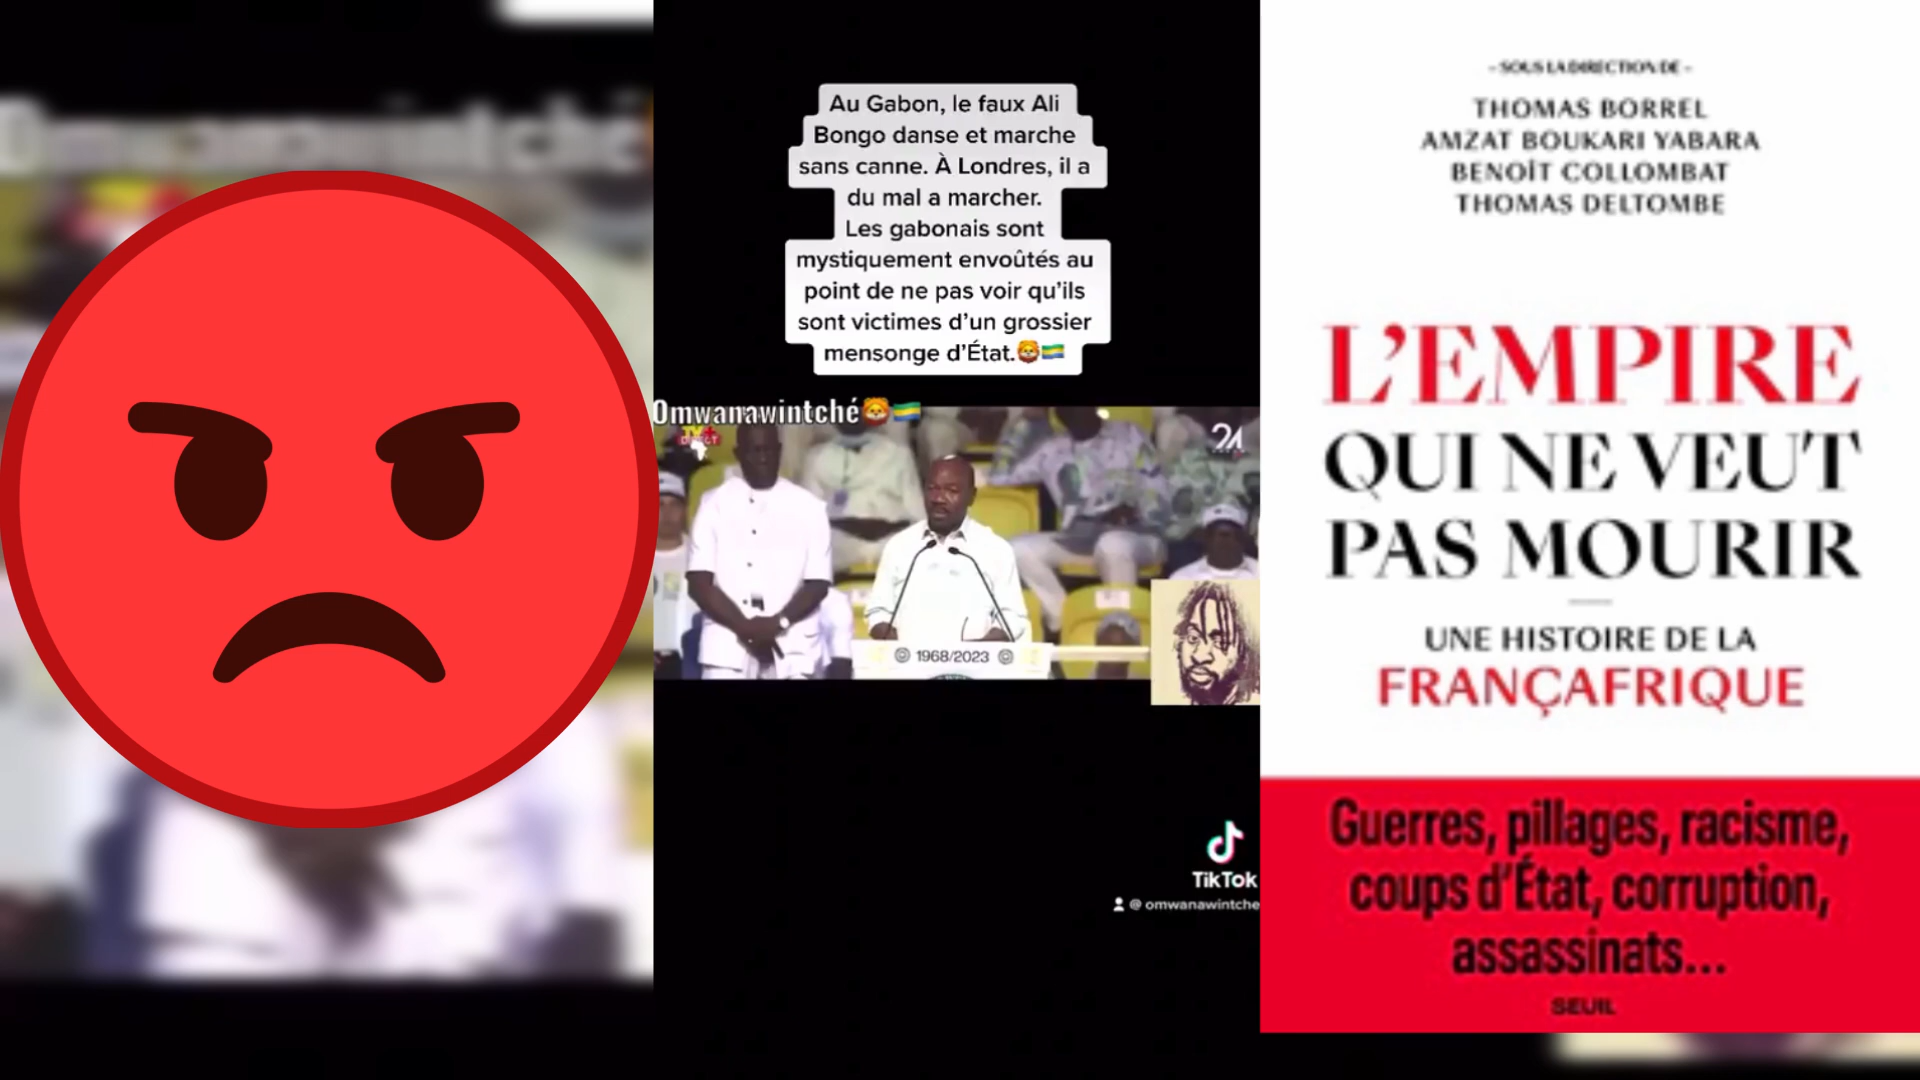 Au Gabon, le faux Ali
Bongo danse et marche
sans canne. À Londres, il a
du mal a marcher.
Les gabonais sont
mystiquement envoûtés au
point de ne pas voir qu'ils
sont victimes d'un grossier
mensonge d'État.
Omwanawintché
24
1968/2023
TikTok
@ omwanawintche
- SOUS LA DIRECTION DE -
THOMAS BORREL
AMZAT BOUKARI YABARA
BENOÎT COLLOMBAT
THOMAS DELTOMBE
L'EMPIRE
QUI NE VEUT
PAS MOURIR
UNE HISTOIRE DE LA
FRANÇAFRIQUE
Guerres, pillages, racisme,
coups d'État, corruption,
assassinats...
SEUIL